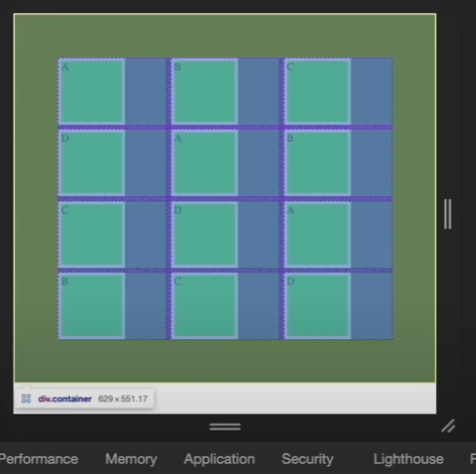 A B C
D A B
C D A
B C D
div.container 629 × 551.17
Performance Memory Application Security Lighthouse